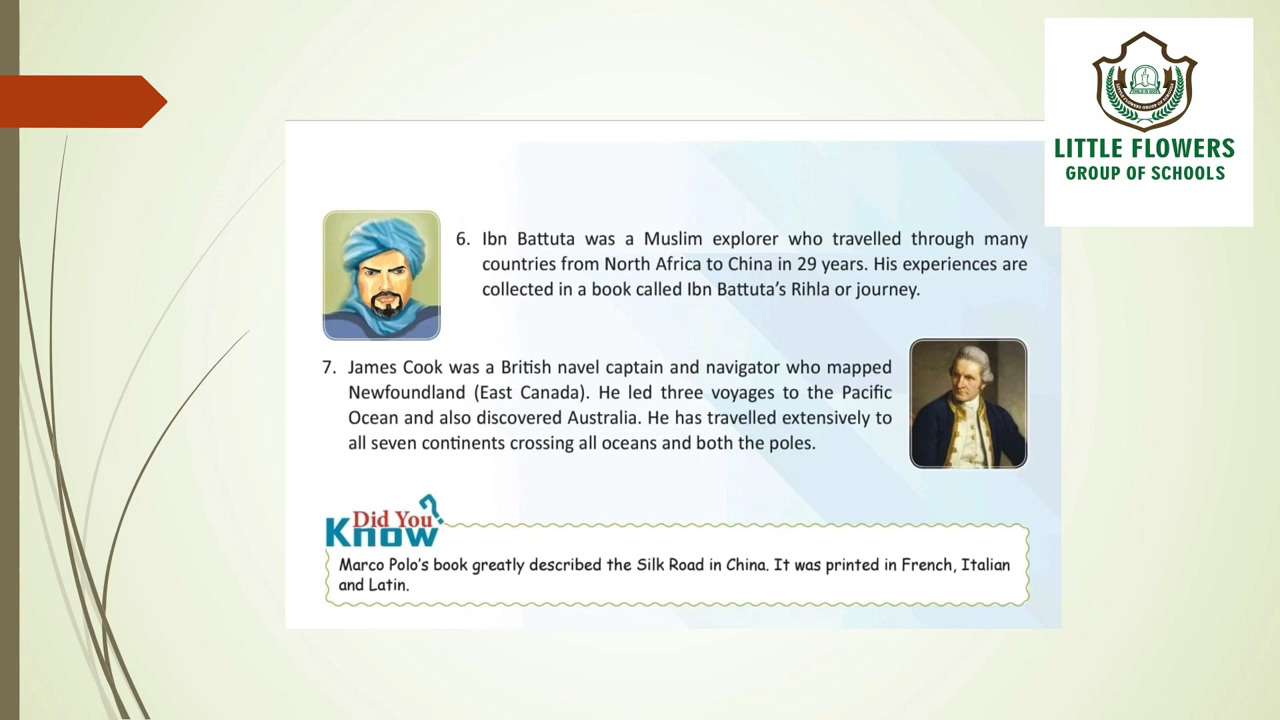 LITTLE FLOWERS
GROUP OF SCHOOLS
6. Ibn Battuta was a Muslim explorer who travelled through many
countries from North Africa to China in 29 years. His experiences are
collected in a book called Ibn Battuta's Rihla or journey.
7. James Cook was a British navel captain and navigator who mapped
Newfoundland (East Canada). He led three voyages to the Pacific
Ocean and also discovered Australia. He has travelled extensively to
all seven continents crossing all oceans and both the poles.
Did You
Know?
Marco Polo's book greatly described the Silk Road in China. It was printed in French, Italian
and Latin.